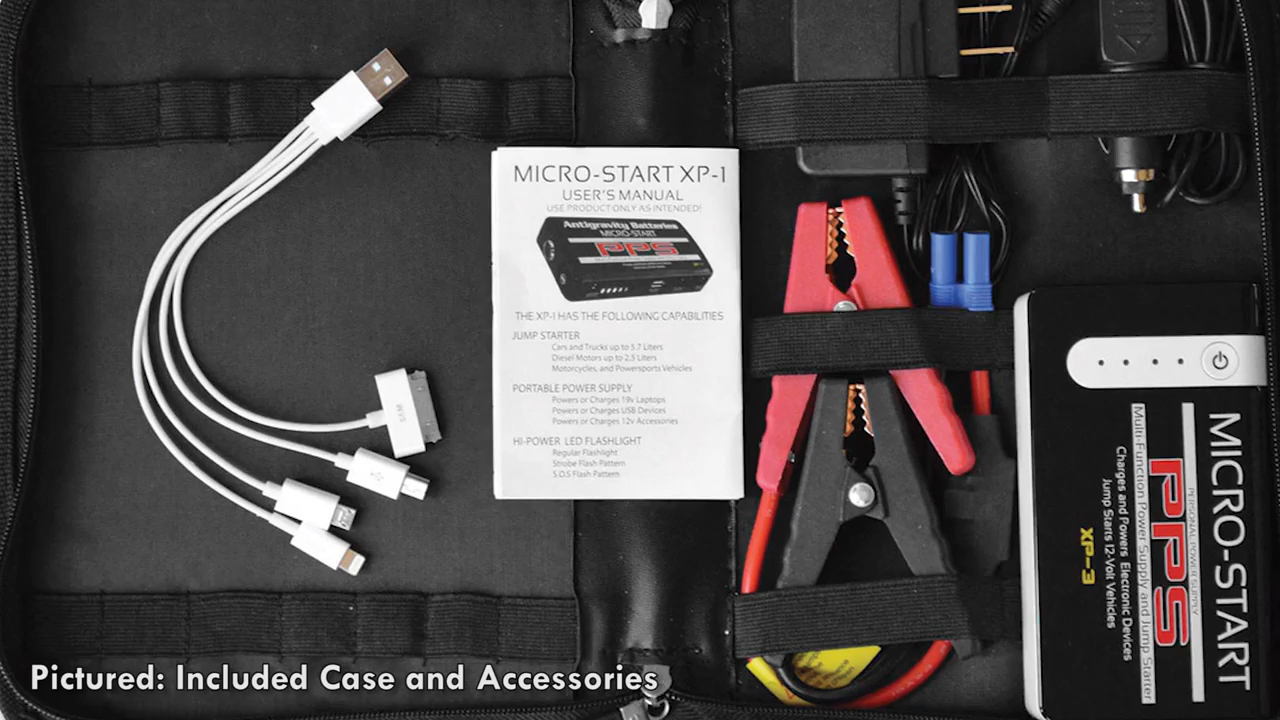 MICRO-START XP-1
USER'S MANUAL
USE PRODUCT ONLY AS INTENDED!
Antigravity Batteries
MICRO-START
PPS
THE XP-1 HAS THE FOLLOWING CAPABILITIES
JUMP STARTER
Cars and Trucks up to 5.7 Liters
Diesel Motors up to 2.5 Liters
Motorcycles, and Powersports Vehicles
PORTABLE POWER SUPPLY
Powers or Charges 19v Laptops
Powers or Charges USB Devices
Powers or Charges 12v Accessories
HI-POWER LED FLASHLIGHT
Regular Flashlight
Strobe Flash Pattern
S.O.S Flash Pattern
MICRO-START
PERSONAL POWER SUPPLY
PPS
Multi-Function Power Supply and Jump Starter
Charges and Powers Electronic Devices
Jump Starts 12-Volt Vehicles
XP-3
Pictured: Included Case and Accessories